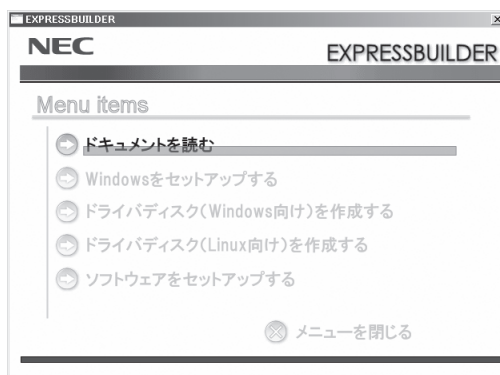 EXPRESSBUILDER
NEC
EXPRESSBUILDER
Menu items
ドキュメントを読む
Windowsをセットアップする
ドライバディスク(Windows向け)を作成する
ドライバディスク(Linux向け)を作成する
ソフトウェアをセットアップする
メニューを閉じる